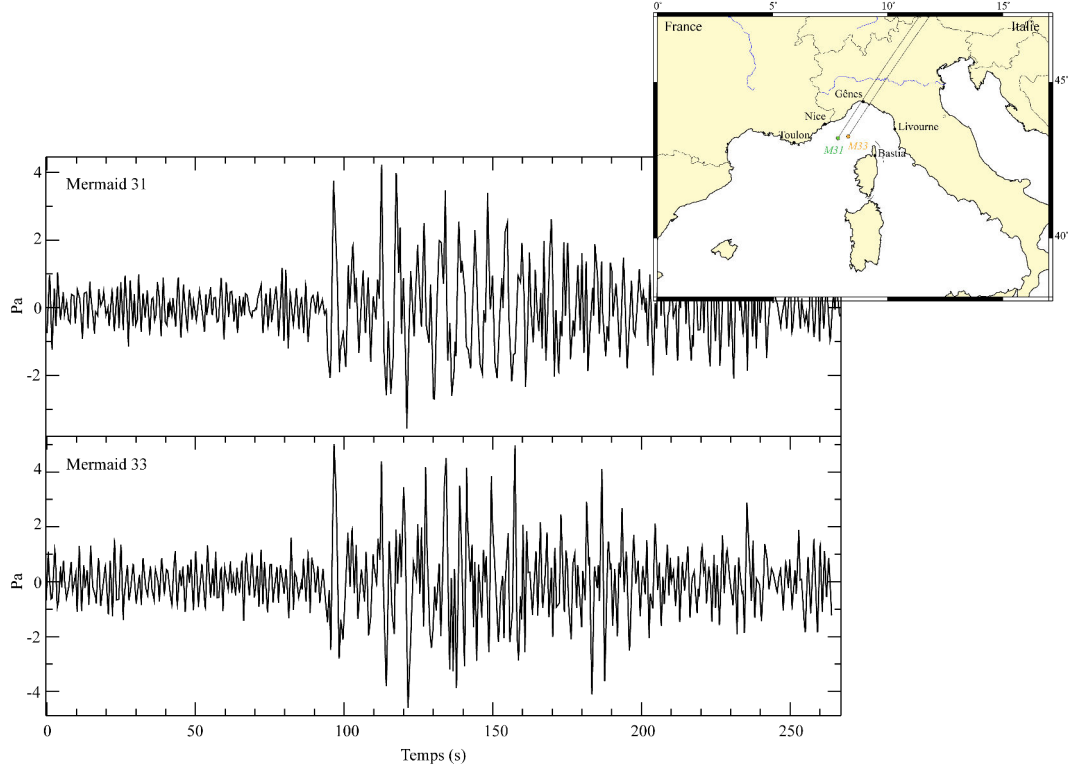 0° 5° 10° 15°
France Italie
45°
Gênes
Nice
Toulon Livourne
M31 M33
Bastia
40°
Mermaid 31
4
2
0
-2
Pa
Mermaid 33
4
2
0
-2
-4
Pa
0 50 100 150 200 250
Temps (s)